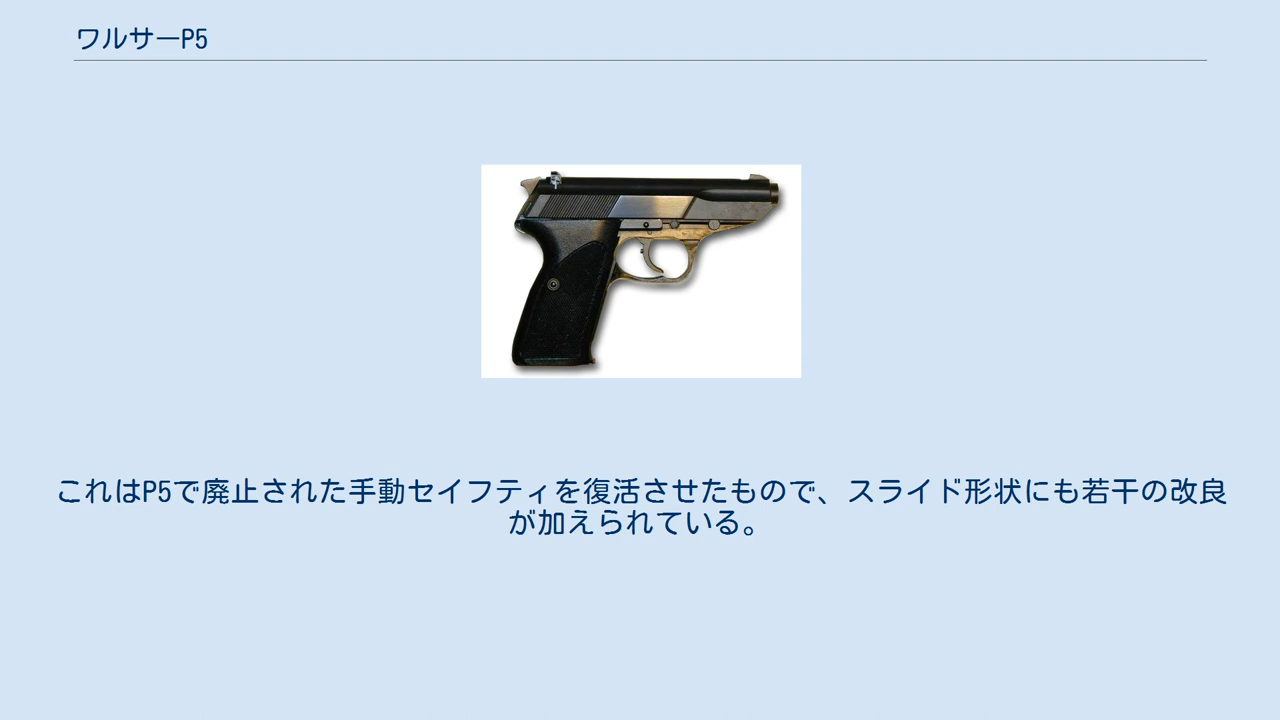 ワルサーP5
これはP5で廃止された手動セイフティを復活させたもので、スライド形状にも若干の改良
が加えられている。